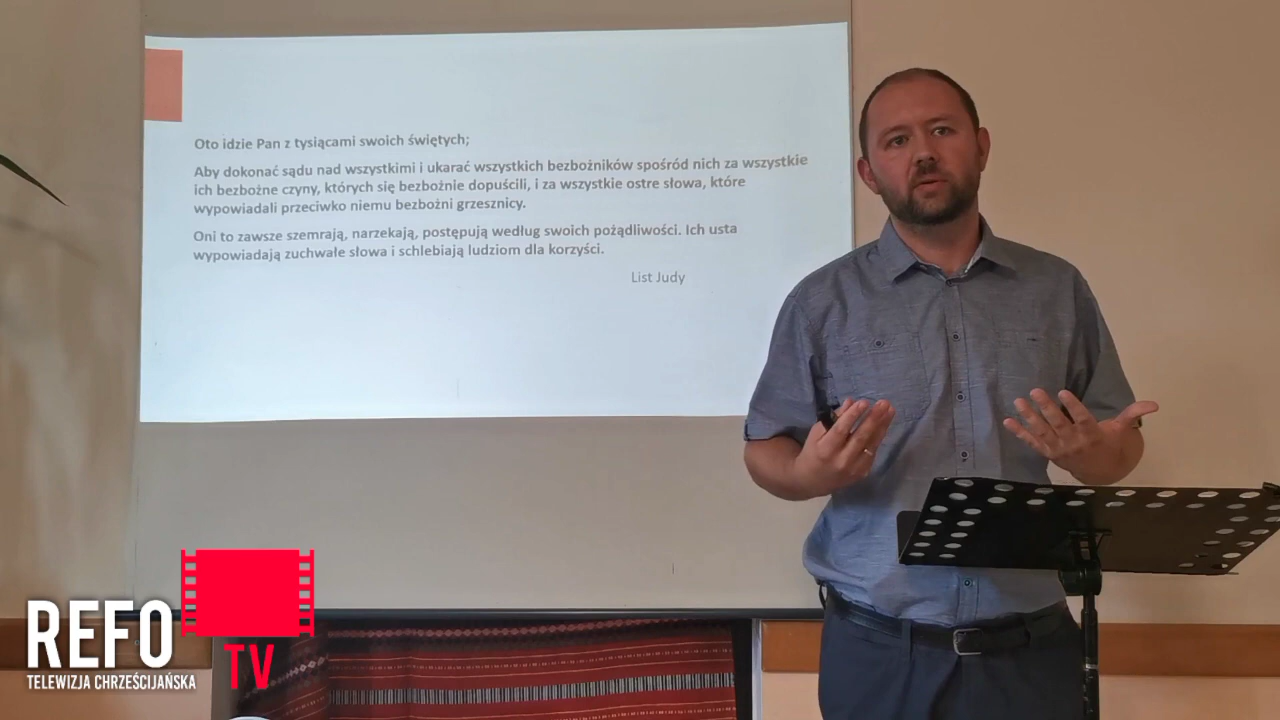 Oto idzie Pan z tysiącami swoich świętych;
Aby dokonać sądu nad wszystkimi i ukarać wszystkich bezbożników spośród nich za wszystkie
ich bezbożne czyny, których się bezbożnie dopuścili, i za wszystkie ostre słowa, które
wypowiadali przeciwko niemu bezbożni grzesznicy.
Oni to zawsze szemrają, narzekają, postępują według swoich pożądliwości. Ich usta
wypowiadają zuchwałe słowa i schlebiają ludziom dla korzyści.
List Judy
REFO
TV
TELEWIZJA CHRZEŚCIJAŃSKA